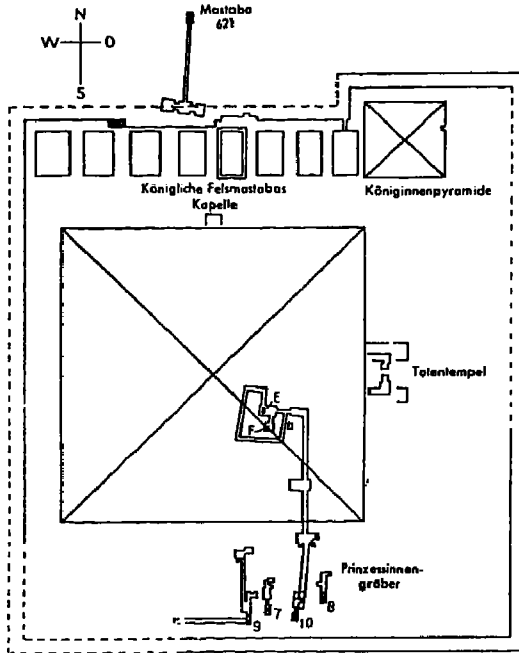 N
W O
S
Mastaba
621
Königliche Felsmastabas
Kapelle
Königinnenpyramide
Totentempel
E
F
D
Prinzessinnen-
gräber
9
7
10
8